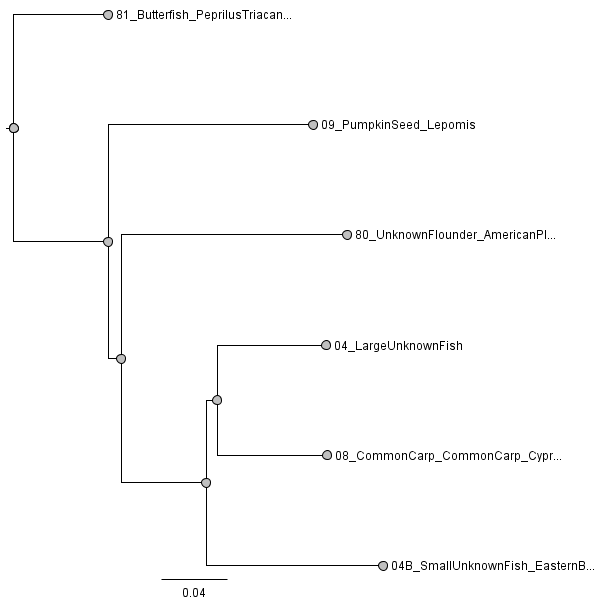 81_Butterfish_PeprilusTriacan...
09_PumpkinSeed_Lepomis
80_UnknownFlounder_AmericanPl...
04_LargeUnknownFish
08_CommonCarp_CommonCarp_Cypr...
04B_SmallUnknownFish_EasternB...
0.04